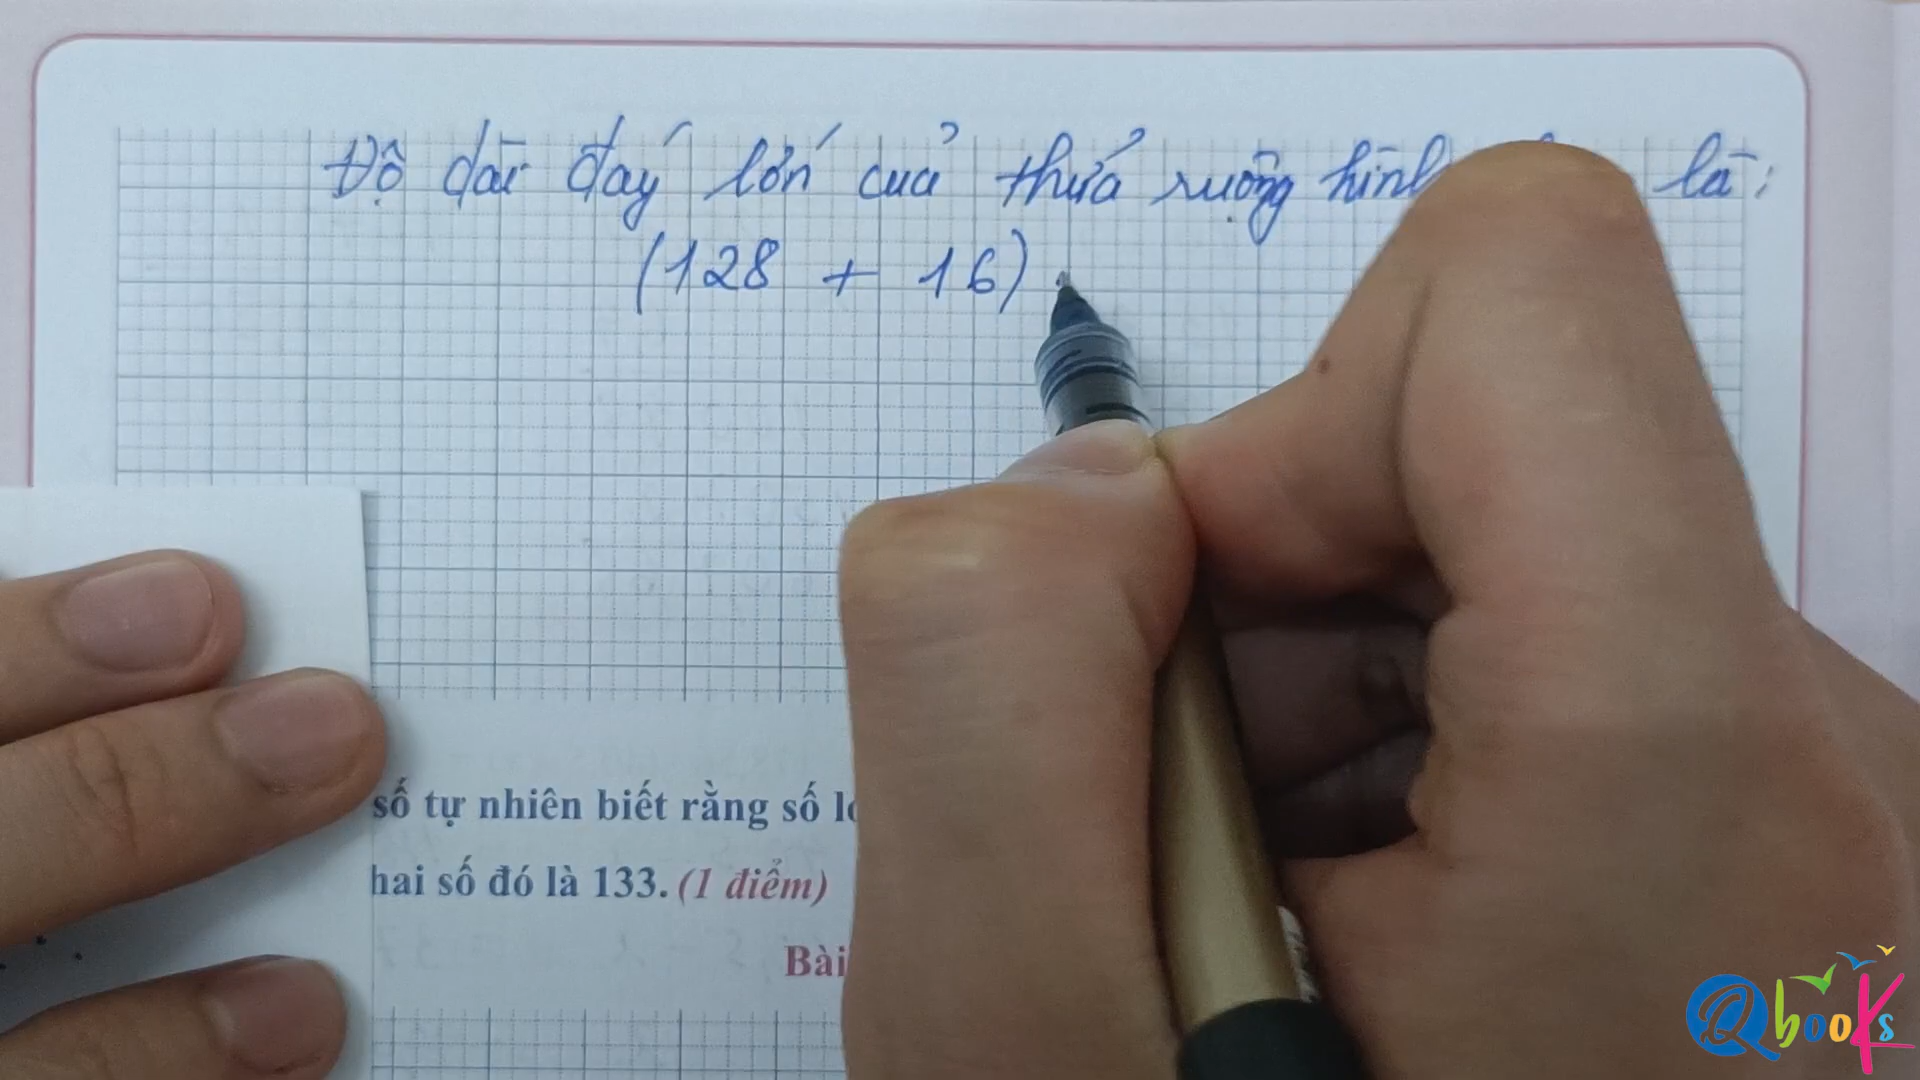 Độ dài đáy lớn của thửa ruộng hình là:
(128 + 16)
số tự nhiên biết rằng số
hai số đó là 133. (1 điểm)
Bài
Qbooks